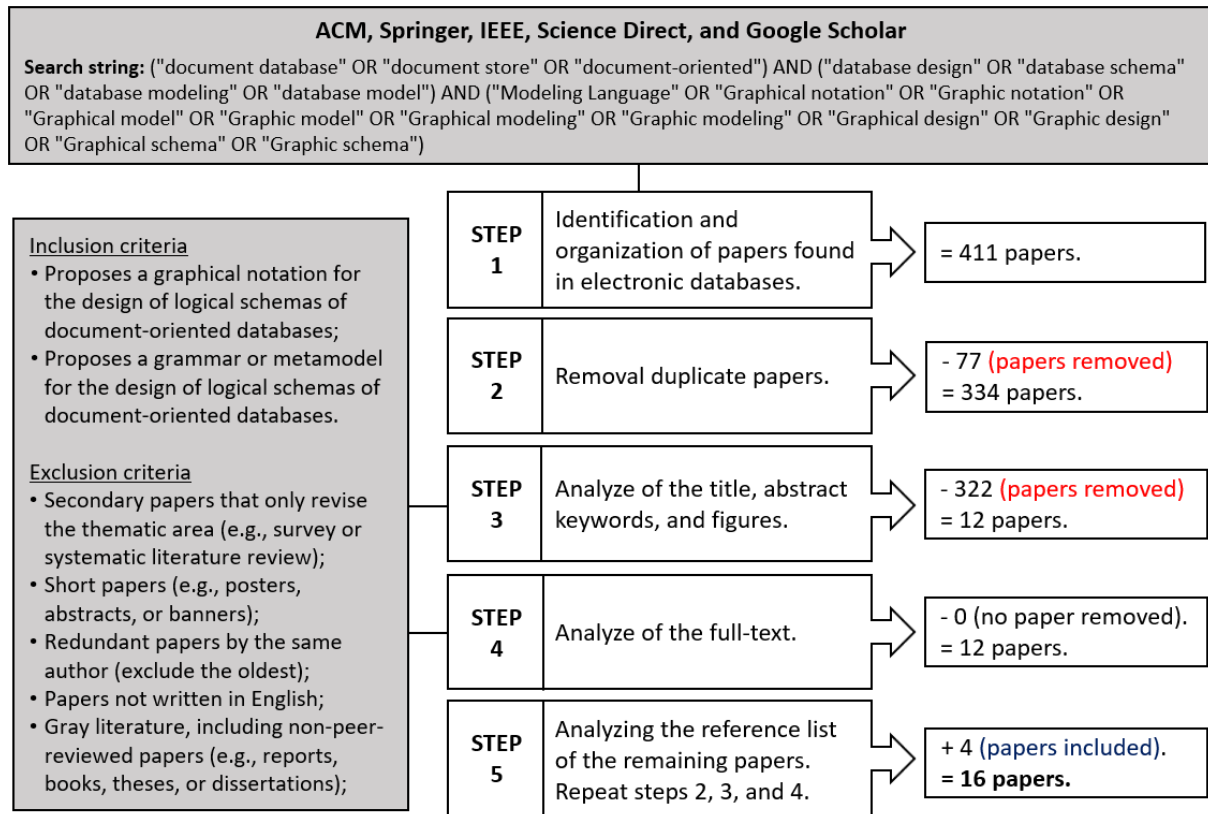 ACM, Springer, IEEE, Science Direct, and Google Scholar
Search string: ("document database" OR "document store" OR "document-oriented") AND ("database design" OR "database schema"
OR "database modeling" OR "database model") AND ("Modeling Language" OR "Graphical notation" OR "Graphic notation" OR
"Graphical model" OR "Graphic model" OR "Graphical modeling" OR "Graphic modeling" OR "Graphical design" OR "Graphic design"
OR "Graphical schema" OR "Graphic schema")
Inclusion criteria
• Proposes a graphical notation for
the design of logical schemas of
document-oriented databases;
• Proposes a grammar or metamodel
for the design of logical schemas of
document-oriented databases.
Exclusion criteria
• Secondary papers that only revise
the thematic area (e.g., survey or
systematic literature review);
• Short papers (e.g., posters,
abstracts, or banners);
• Redundant papers by the same
author (exclude the oldest);
• Papers not written in English;
• Gray literature, including non-peer-
reviewed papers (e.g., reports,
books, theses, or dissertations);
STEP
1
Identification and
organization of papers found
in electronic databases.
= 411 papers.
STEP
2
Removal duplicate papers.
- 77 (papers removed)
= 334 papers.
STEP
3
Analyze of the title, abstract
keywords, and figures.
- 322 (papers removed)
= 12 papers.
STEP
4
Analyze of the full-text.
- 0 (no paper removed).
= 12 papers.
STEP
5
Analyzing the reference list
of the remaining papers.
Repeat steps 2, 3, and 4.
+ 4 (papers included).
= 16 papers.